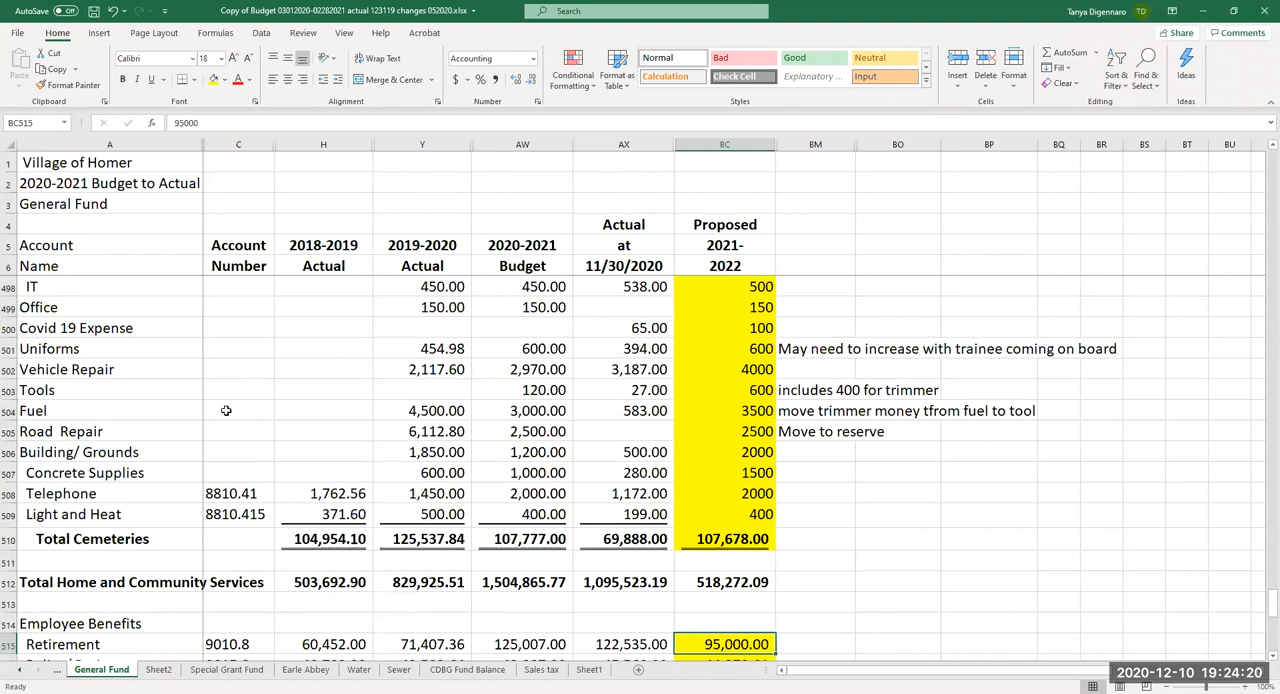 AutoSave Off Copy of Budget 03012020-02282021 actual 123119 changes 052020.xlsx Search Tanya Digennaro TD
File Home Insert Page Layout Formulas Data Review View Help Acrobat Share Comments
Paste Cut Copy Format Painter Calibri 18 Wrap Text Accounting Conditional Formatting Format as Table Normal Bad Good Neutral Insert Delete Format AutoSum Fill Clear Sort & Filter Find & Select Ideas
B I U Merge & Center $ % Calculation Check Cell Explanatory ... Input
Clipboard Font Alignment Number Styles Cells Editing Ideas
BC515 fx 95000
A C H Y AW AX BC BM BO BP BQ BR BS BT BU
1 Village of Homer
2 2020-2021 Budget to Actual
3 General Fund
4 Actual Proposed
5 Account Account 2018-2019 2019-2020 2020-2021 at 2021-
6 Name Number Actual Actual Budget 11/30/2020 2022
498 IT 450.00 450.00 538.00 500
499 Office 150.00 150.00 150
500 Covid 19 Expense 65.00 100
501 Uniforms 454.98 600.00 394.00 600 May need to increase with trainee coming on board
502 Vehicle Repair 2,117.60 2,970.00 3,187.00 4000
503 Tools 120.00 27.00 600 includes 400 for trimmer
504 Fuel 4,500.00 3,000.00 583.00 3500 move trimmer money tfrom fuel to tool
505 Road Repair 6,112.80 2,500.00 2500 Move to reserve
506 Building/ Grounds 1,850.00 1,200.00 500.00 2000
507 Concrete Supplies 600.00 1,000.00 280.00 1500
508 Telephone 8810.41 1,762.56 1,450.00 2,000.00 1,172.00 2000
509 Light and Heat 8810.415 371.60 500.00 400.00 199.00 400
510 Total Cemeteries 104,954.10 125,537.84 107,777.00 69,888.00 107,678.00
511
512 Total Home and Community Services 503,692.90 829,925.51 1,504,865.77 1,095,523.19 518,272.09
513
514 Employee Benefits
515 Retirement 9010.8 60,452.00 71,407.36 125,007.00 122,535.00 95,000.00
... General Fund Sheet2 Special Grant Fund Earle Abbey Water Sewer CDBG Fund Balance Sales tax Sheet1
2020-12-10 19:24:20
Ready 100%